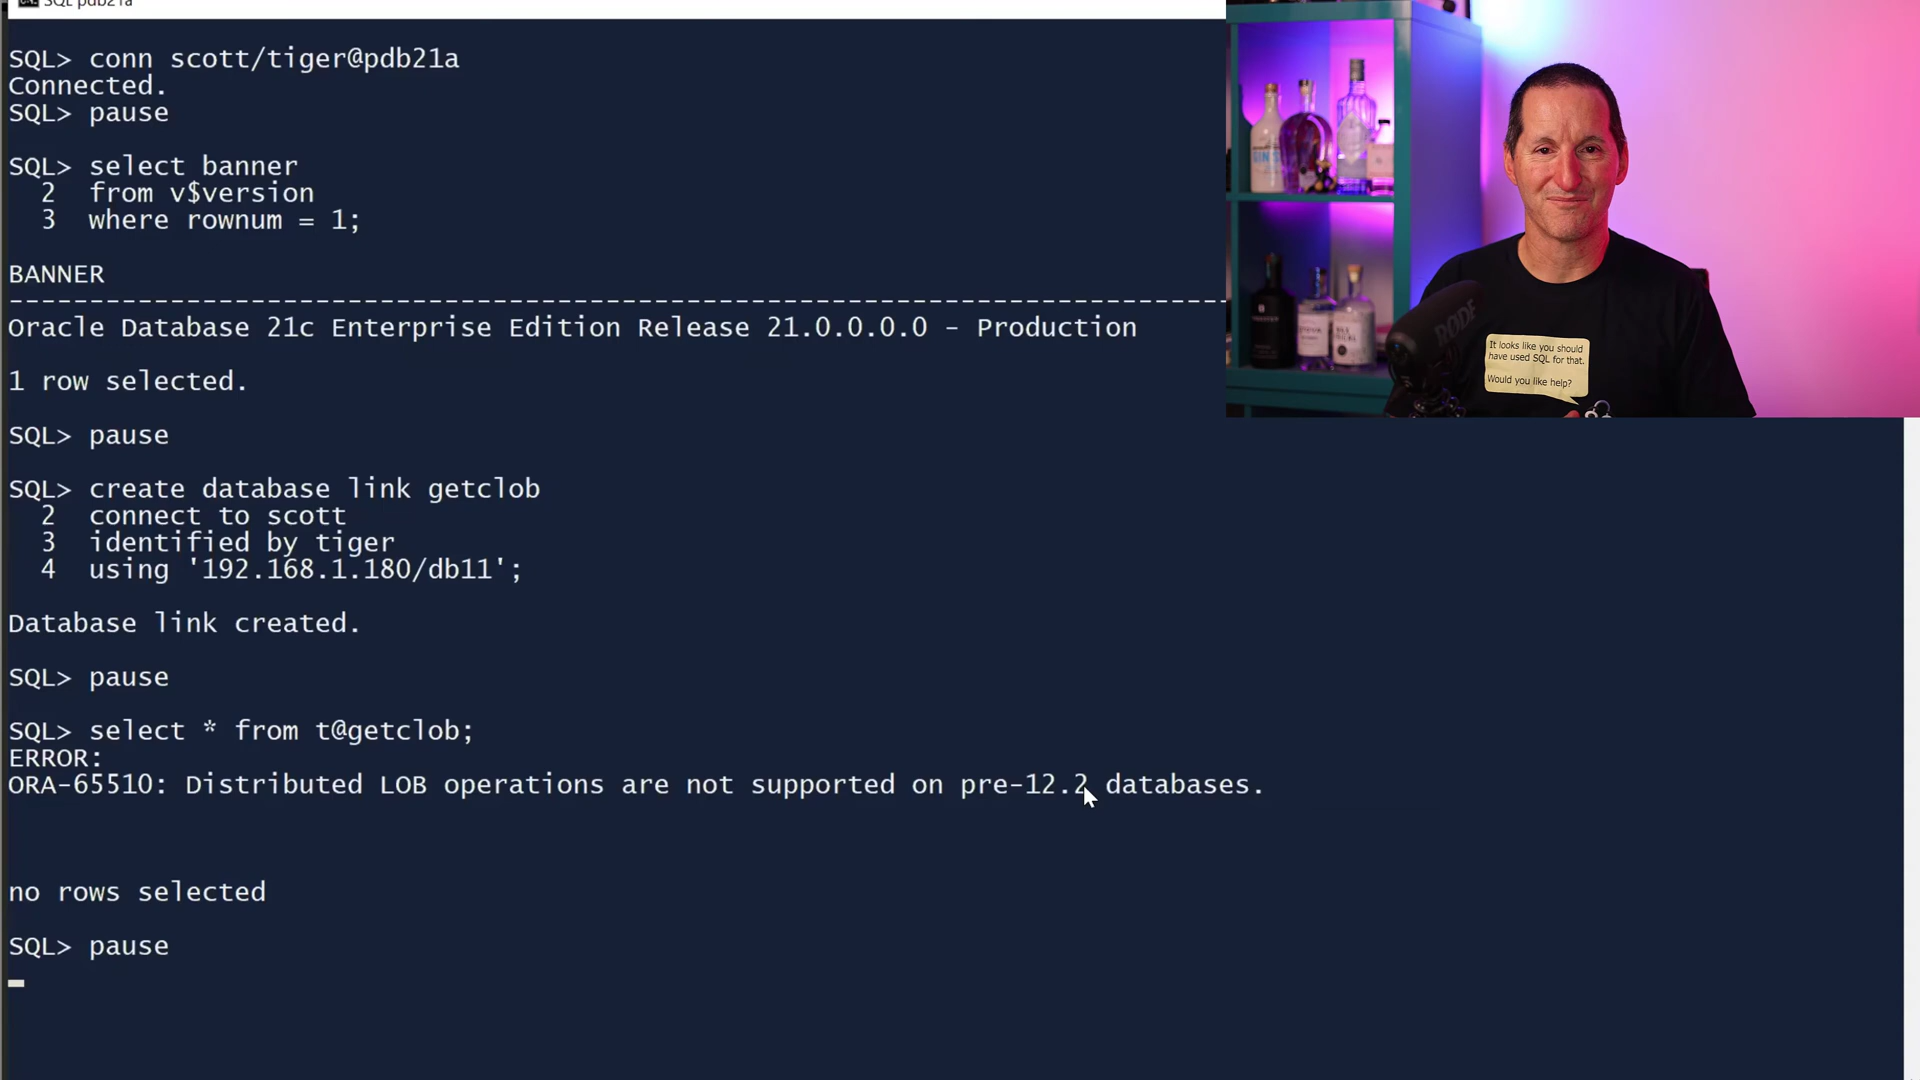 SQL pdb21a
SQL> conn scott/tiger@pdb21a
Connected.
SQL> pause
SQL> select banner
2 from v$version
3 where rownum = 1;
BANNER
--------------------------------------------------------------------------------
Oracle Database 21c Enterprise Edition Release 21.0.0.0.0 - Production
1 row selected.
SQL> pause
SQL> create database link getclob
2 connect to scott
3 identified by tiger
4 using '192.168.1.180/db11';
Database link created.
SQL> pause
SQL> select * from t@getclob;
ERROR:
ORA-65510: Distributed LOB operations are not supported on pre-12.2 databases.
no rows selected
SQL> pause
RØDE
It looks like you should
have used SQL for that.
Would you like help?